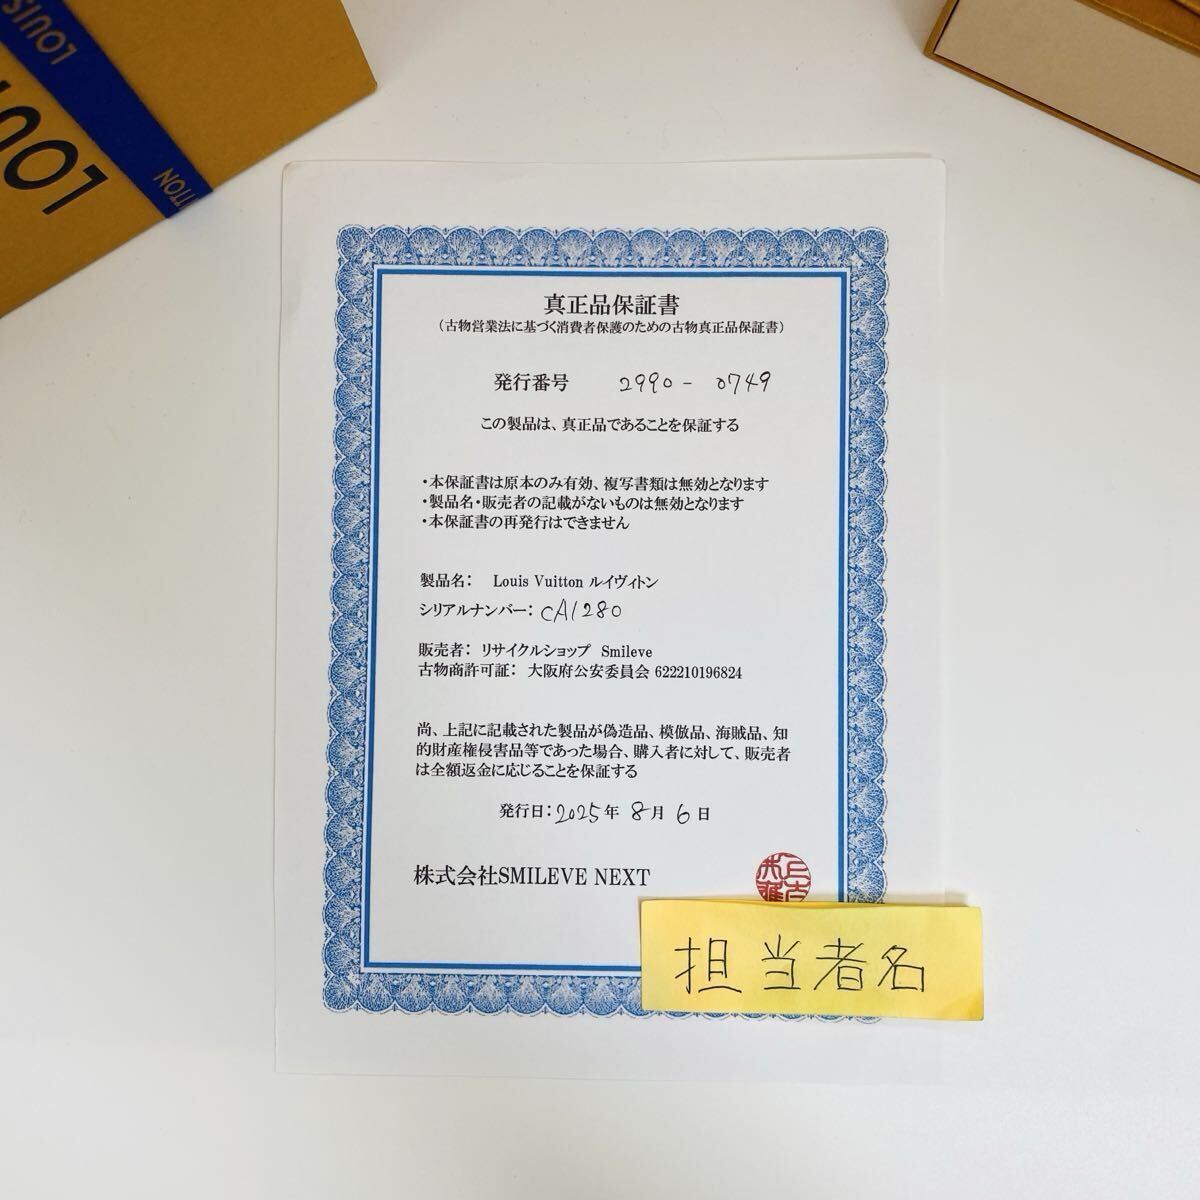 LOUIS
LOUI
TTON
真正品保証書
(古物営業法に基づく消費者保護のための古物真正品保証書)
発行番号 2990-0749
この製品は、真正品であることを保証する
・本保証書は原本のみ有効、複写書類は無効となります
・製品名・販売者の記載がないものは無効となります
・本保証書の再発行はできません
製品名: Louis Vuitton ルイヴィトン
シリアルナンバー: CA1280
販売者: リサイクルショップ Smileve
古物商許可証: 大阪府公安委員会 622210196824
尚、上記に記載された製品が偽造品、模倣品、海賊品、知
的財産権侵害品等であった場合、購入者に対して、販売者
は全額返金に応じることを保証する
発行日:2025年 8月 6日
株式会社SMILEVE NEXT
担当者名